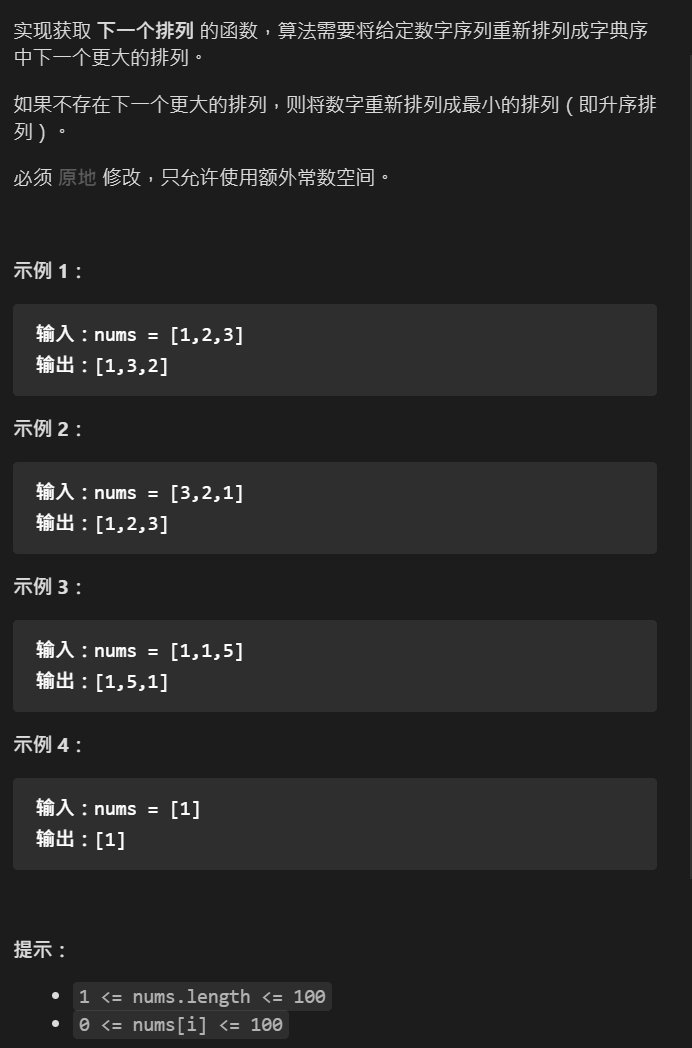 实现获取 下一个排列 的函数，算法需要将给定数字序列重新排列成字典序
中下一个更大的排列。
如果不存在下一个更大的排列，则将数字重新排列成最小的排列（即升序排
列）。
必须 原地 修改，只允许使用额外常数空间。
示例 1：
输入：nums = [1,2,3]
输出：[1,3,2]
示例 2：
输入：nums = [3,2,1]
输出：[1,2,3]
示例 3：
输入：nums = [1,1,5]
输出：[1,5,1]
示例 4：
输入：nums = [1]
输出：[1]
提示：
• 1 <= nums.length <= 100
• 0 <= nums[i] <= 100